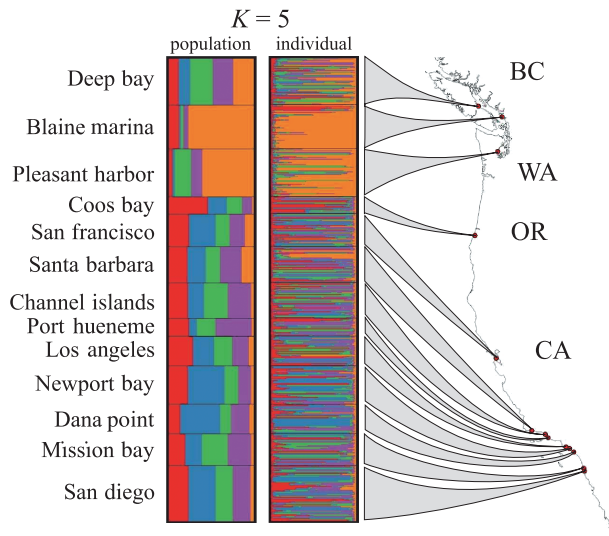 K = 5
population individual
Deep bay
Blaine marina
Pleasant harbor
Coos bay
San francisco
Santa barbara
Channel islands
Port hueneme
Los angeles
Newport bay
Dana point
Mission bay
San diego
BC
WA
OR
CA